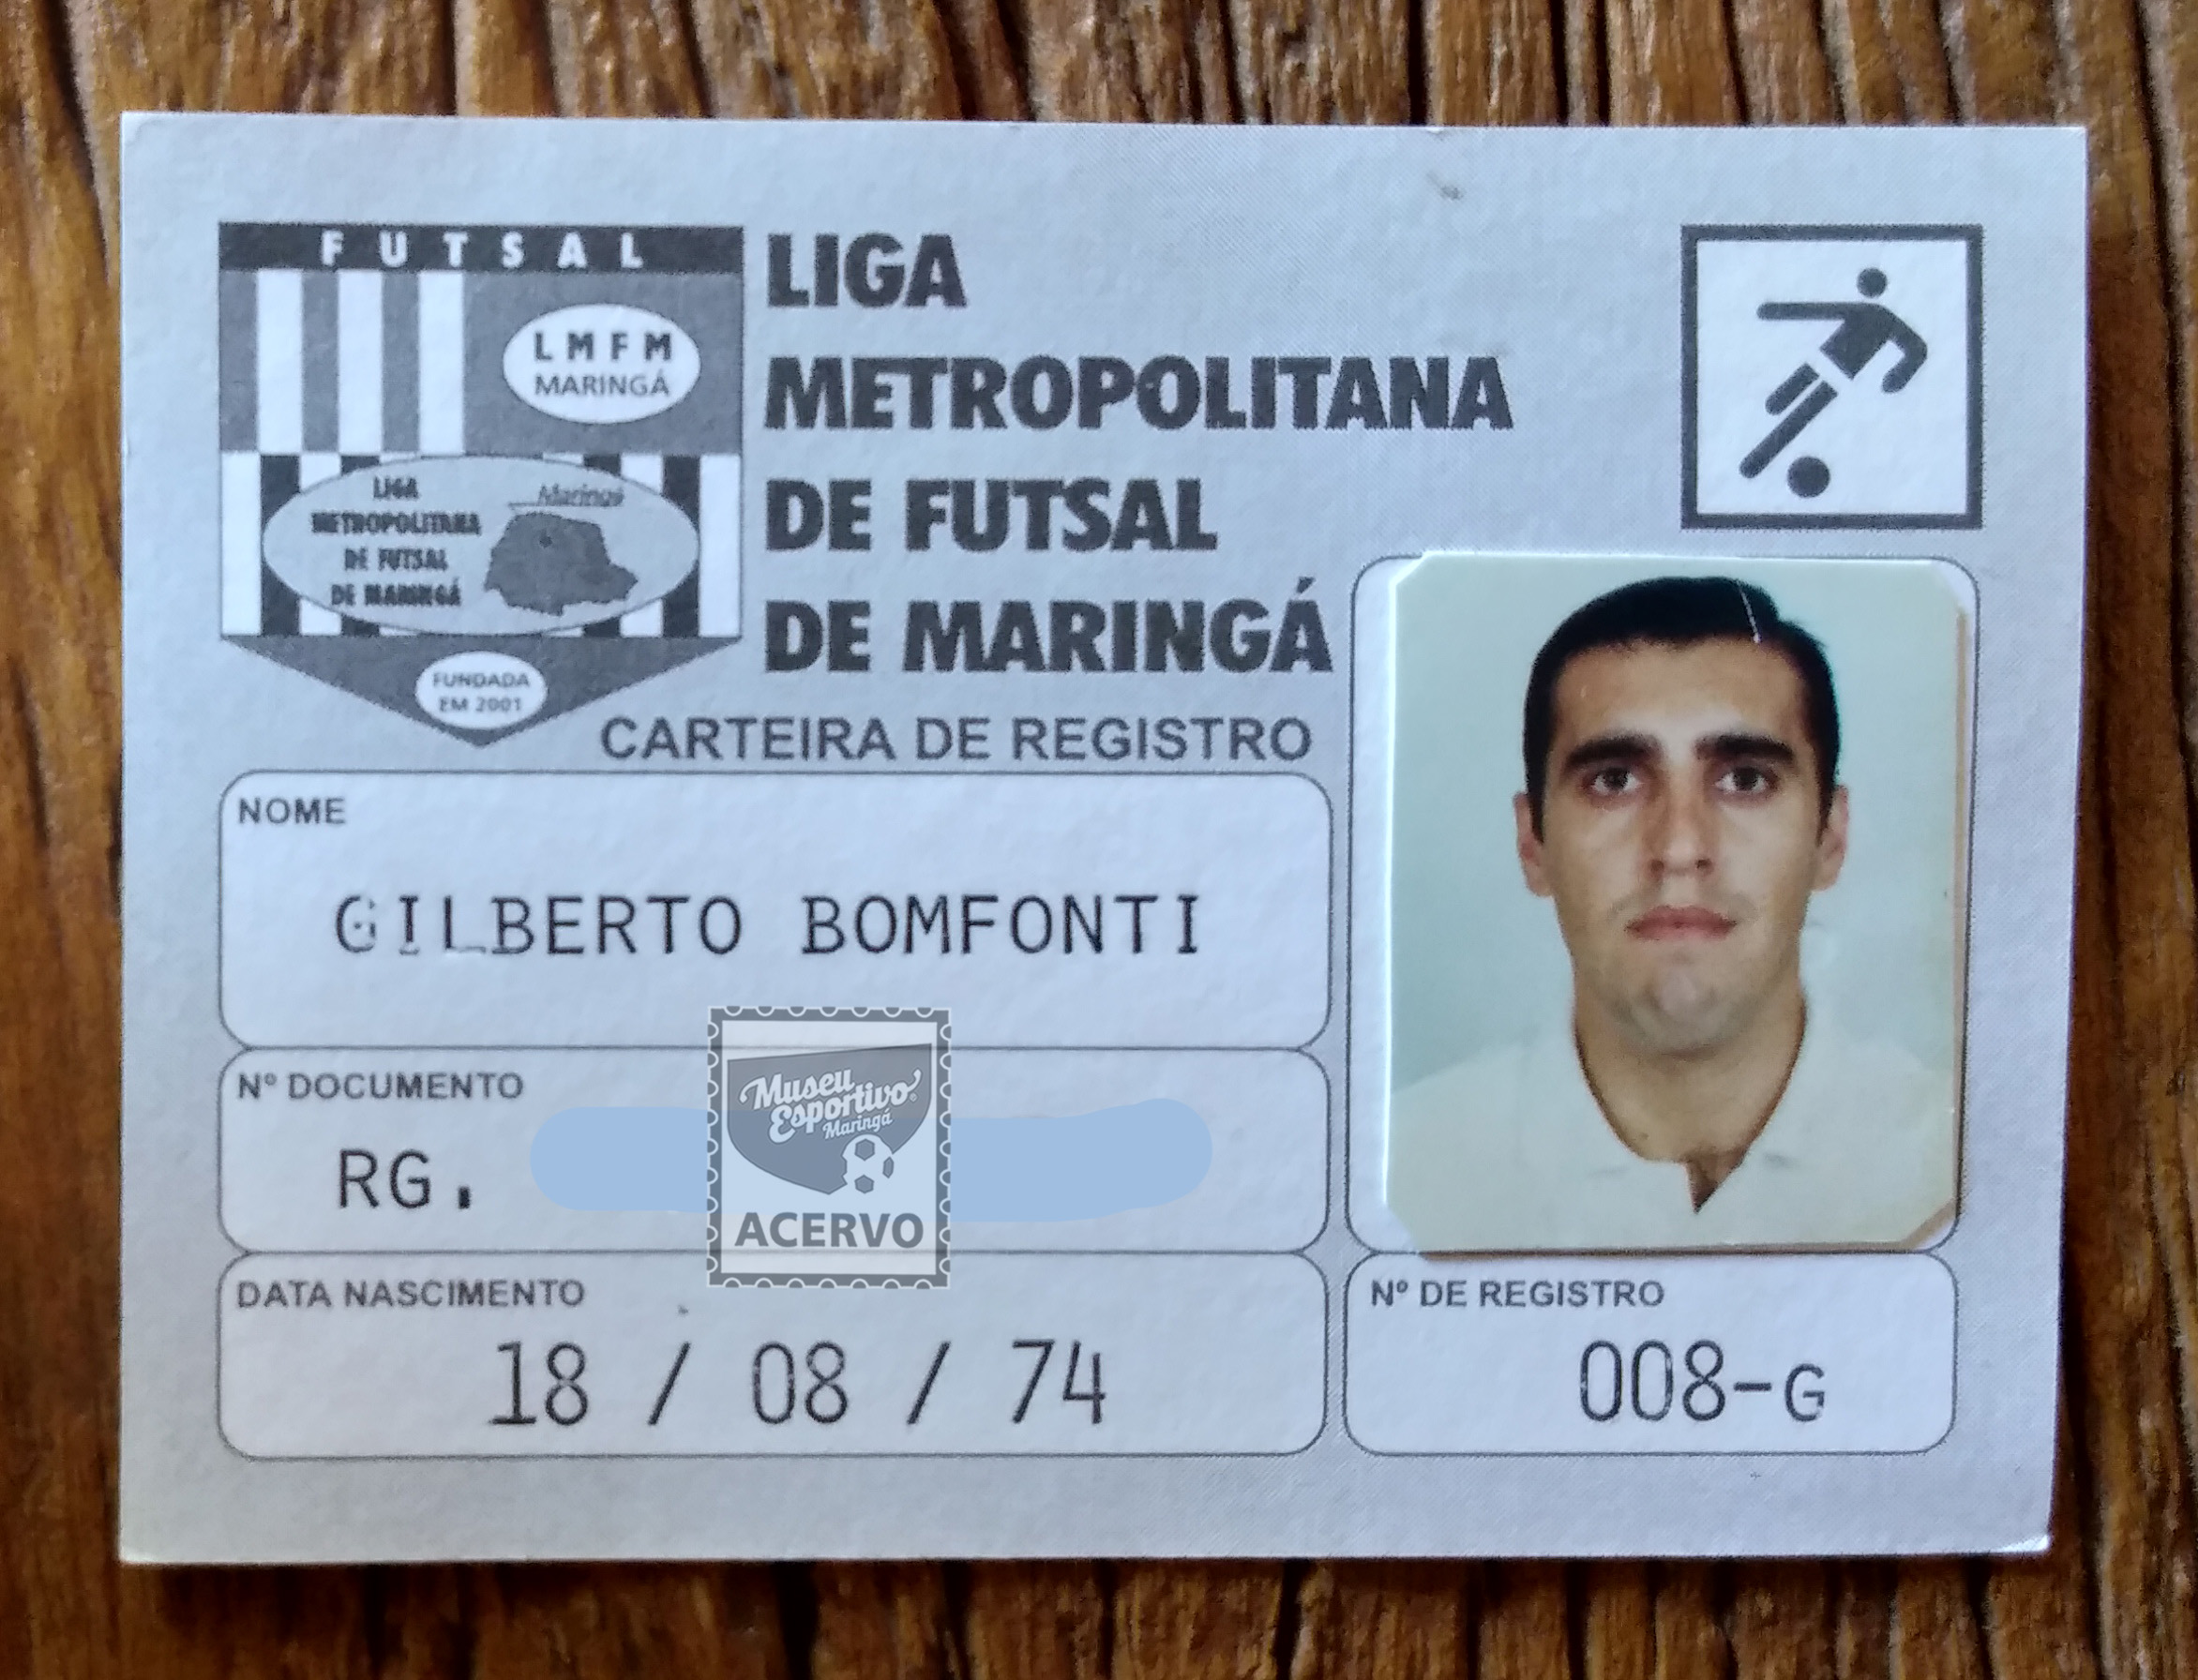 FUTSAL
LMFM
MARINGÁ
LIGA
METROPOLITANA
DE FUTSAL
DE MARINGÁ
Maringá
FUNDADA
EM 2001
LIGA
METROPOLITANA
DE FUTSAL
DE MARINGÁ
CARTEIRA DE REGISTRO
NOME
GILBERTO BOMFONTI
Nº DOCUMENTO
RG.
Museu
Esportivo
Maringá
ACERVO
DATA NASCIMENTO
18 / 08 / 74
Nº DE REGISTRO
008-G